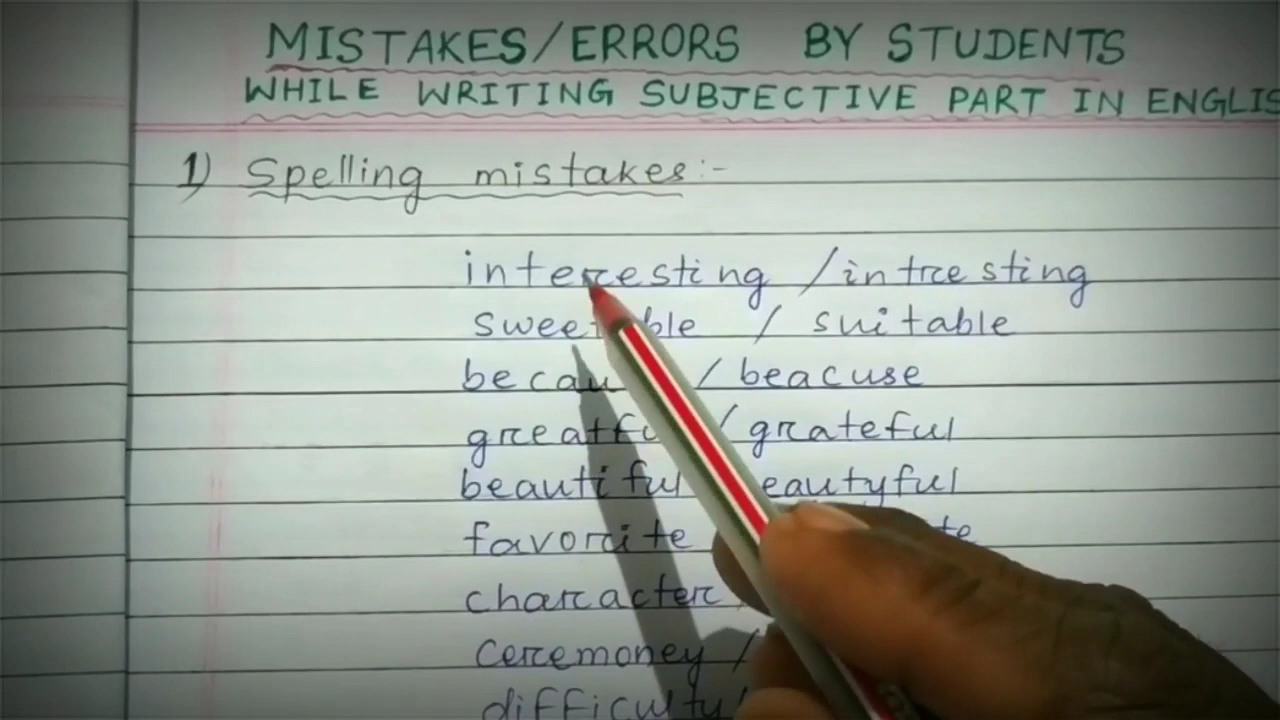 MISTAKES/ERRORS BY STUDENTS
WHILE WRITING SUBJECTIVE PART IN ENGLIS
1) Spelling mistakes:-
interesting / intresting
/ suitable
/ beacuse
/ grateful
beautiful
favorite
character
ceremoney /
difficulty/